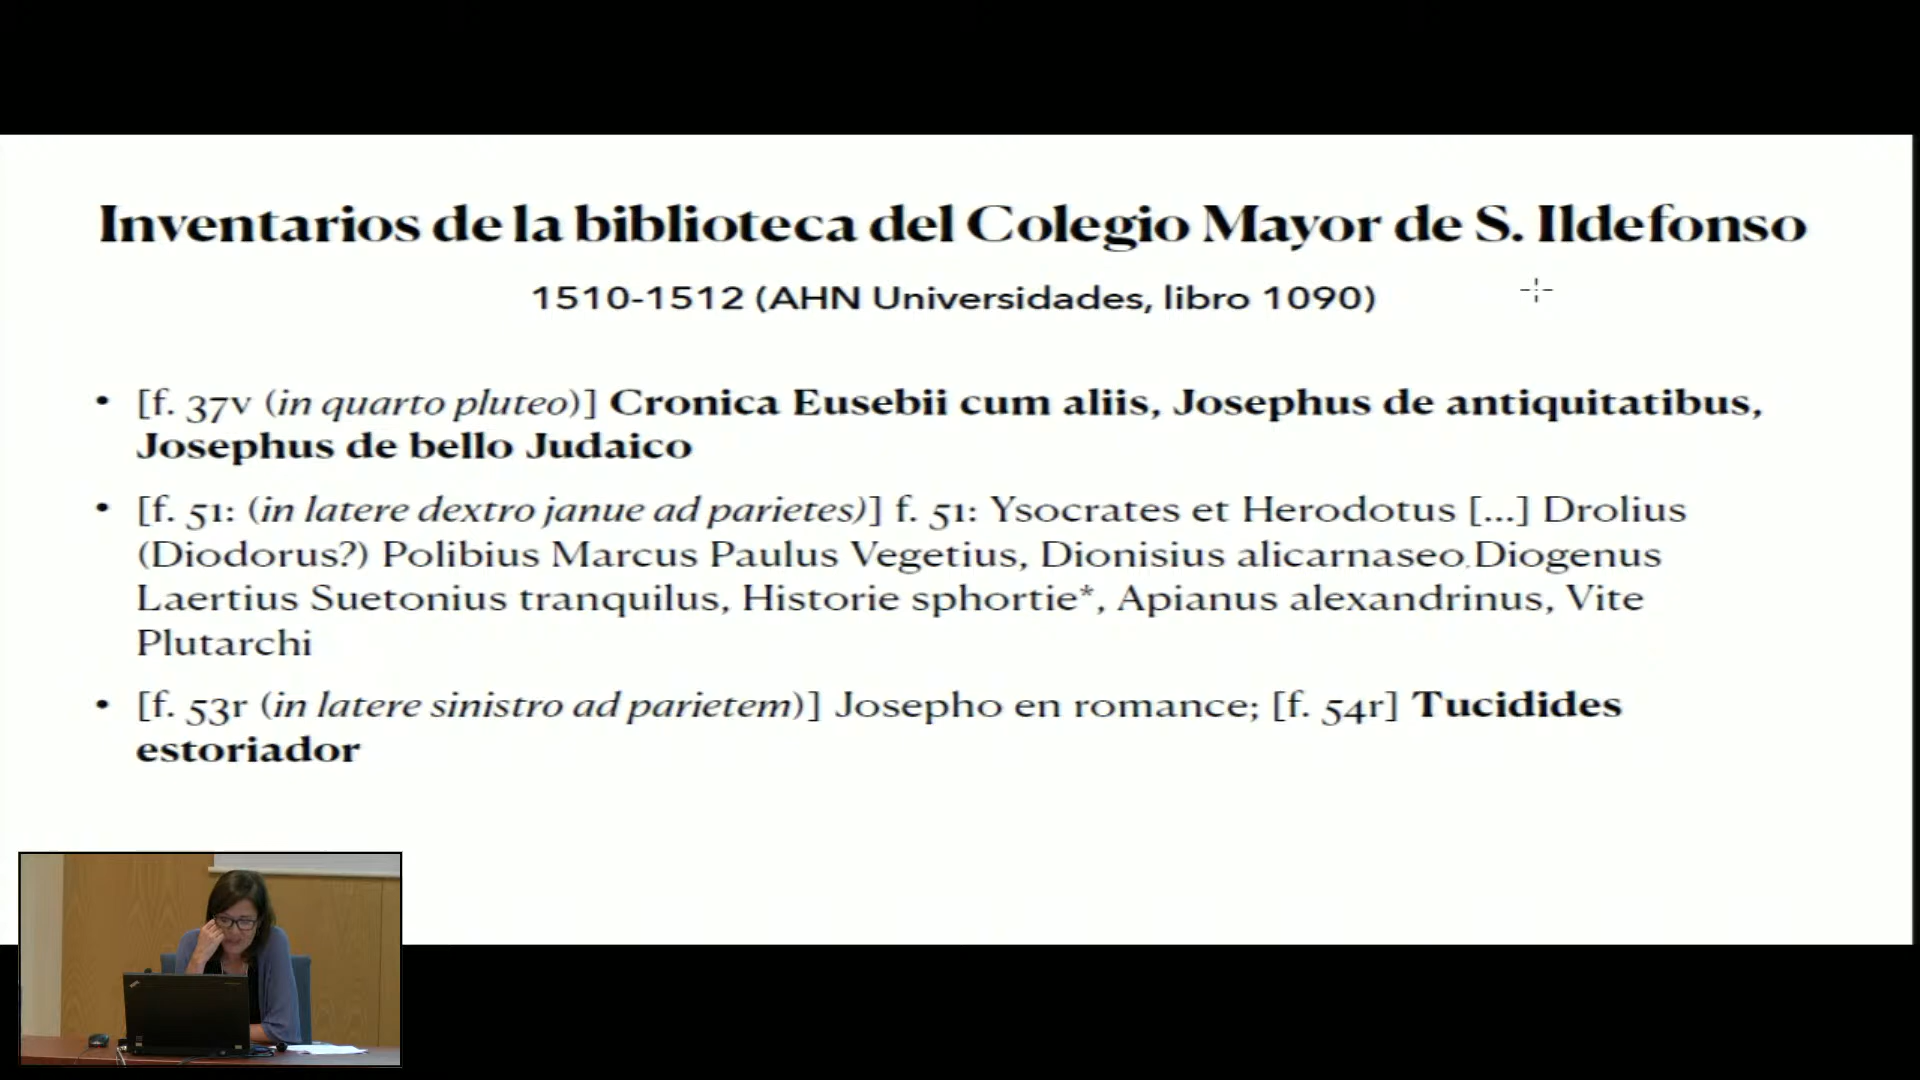 Inventarios de la biblioteca del Colegio Mayor de S. Ildefonso
1510-1512 (AHN Universidades, libro 1090)
• [f. 37v (in quarto pluteo)] Cronica Eusebii cum aliis, Josephus de antiquitatibus,
Josephus de bello Judaico
• [f. 51: (in latere dextro janue ad parietes)] f. 51: Ysocrates et Herodotus [...] Drolius
(Diodorus?) Polibius Marcus Paulus Vegetius, Dionisius alicarnaseo.Diogenus
Laertius Suetonius tranquilus, Historie sphortie*, Apianus alexandrinus, Vite
Plutarchi
• [f. 53r (in latere sinistro ad parietem)] Josepho en romance; [f. 54r] Tucidides
estoriador